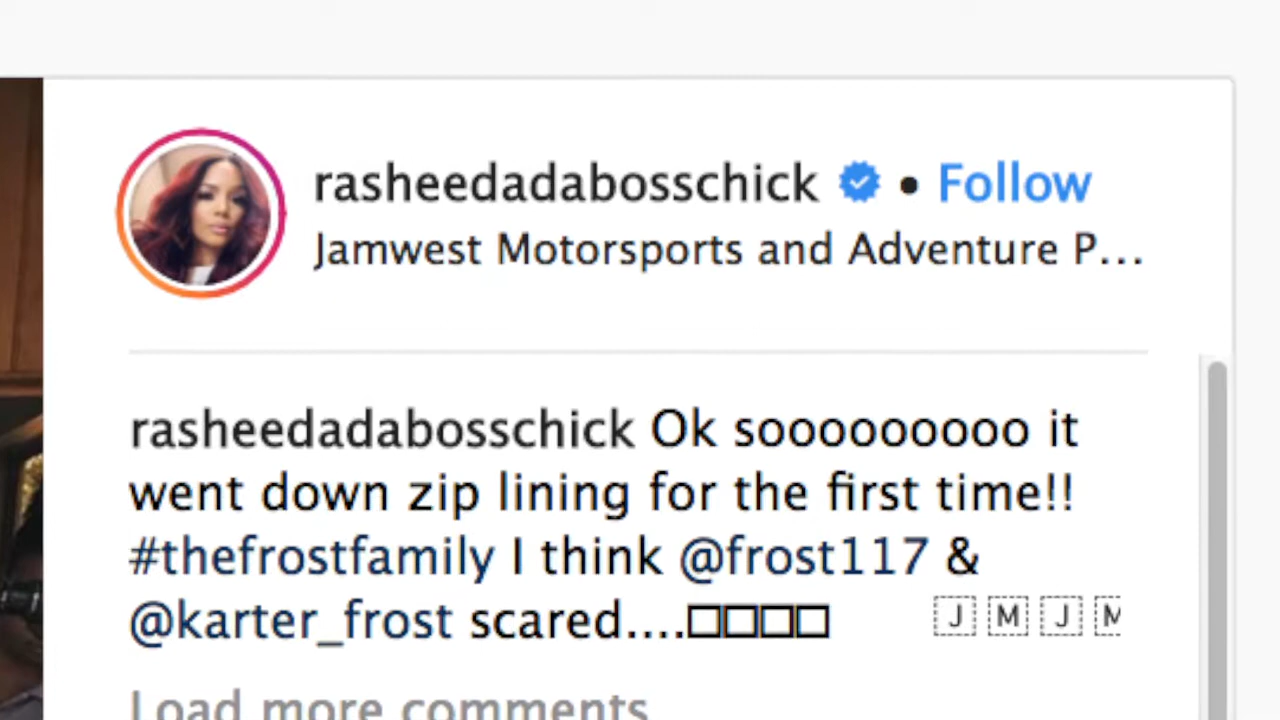 rasheedadabosschick • Follow
Jamwest Motorsports and Adventure P...
rasheedadabosschick Ok sooooooooo it
went down zip lining for the first time!!
#thefrostfamily I think @frost117 &
@karter_frost scared....□□□□ 🇯 🇲 🇯 🇲
Load more comments